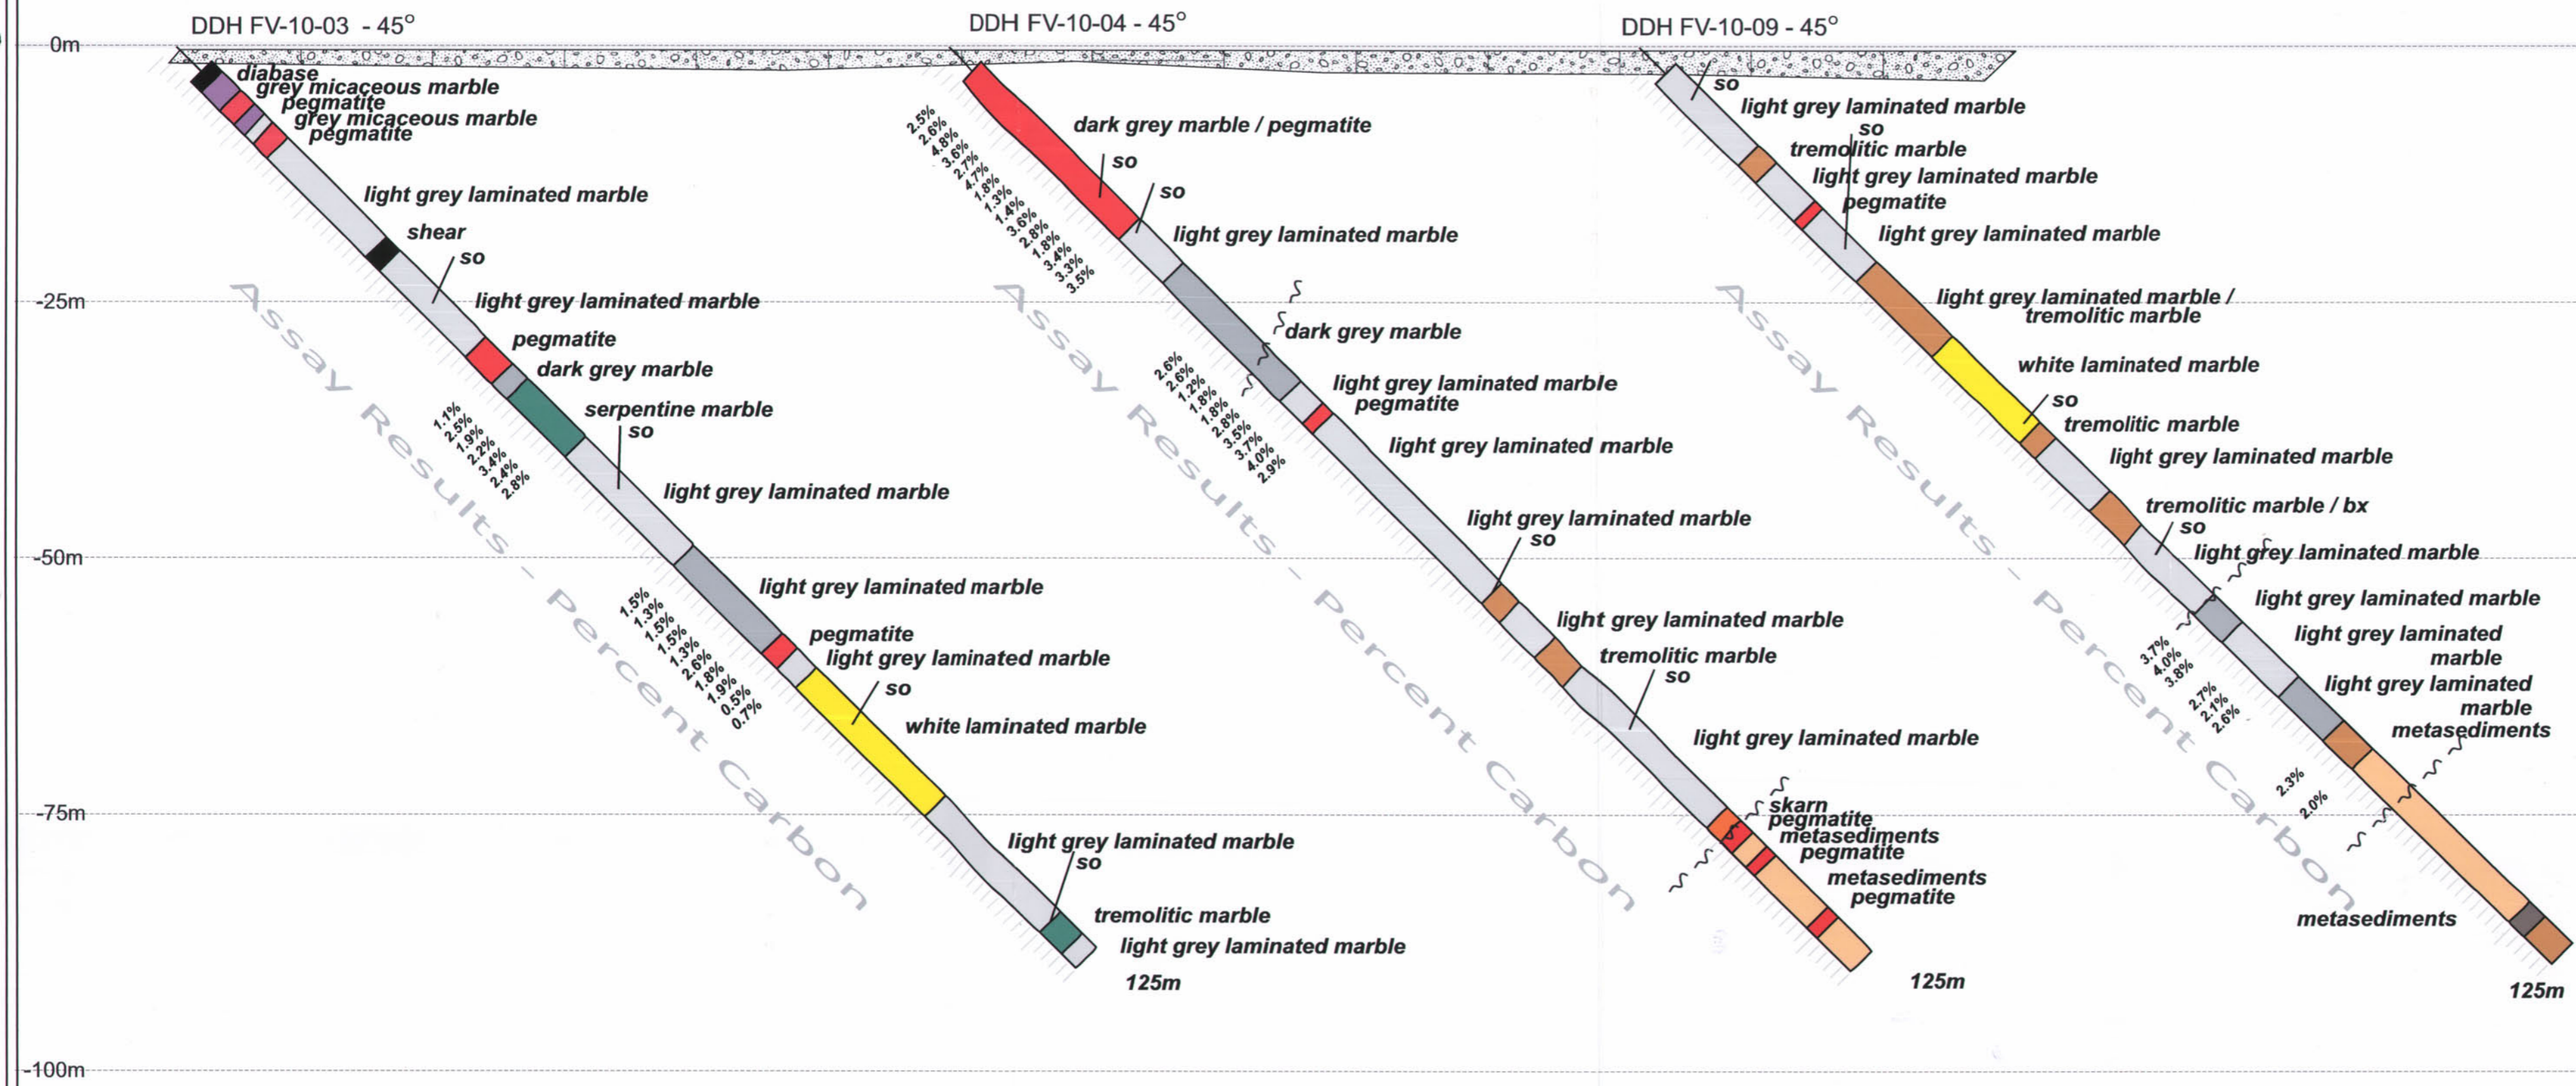 DDH FV-10-03 - 45°
DDH FV-10-04 - 45°
DDH FV-10-09 - 45°
0m
-25m
-50m
-75m
-100m
diabase
grey micaceous marble
pegmatite
grey micaceous marble
pegmatite
light grey laminated marble
shear
so
light grey laminated marble
pegmatite
dark grey marble
serpentine marble
so
light grey laminated marble
light grey laminated marble
pegmatite
light grey laminated marble
so
white laminated marble
light grey laminated marble
so
tremolitic marble
light grey laminated marble
125m
1.1%
2.5%
1.9%
2.2%
3.4%
2.4%
2.8%
1.5%
1.3%
1.5%
1.5%
1.3%
2.6%
1.8%
1.9%
0.5%
0.7%
Assay Results - Percent Carbon
dark grey marble / pegmatite
so
so
light grey laminated marble
dark grey marble
light grey laminated marble
pegmatite
light grey laminated marble
light grey laminated marble
so
light grey laminated marble
tremolitic marble
so
light grey laminated marble
skarn
pegmatite
metasediments
pegmatite
metasediments
pegmatite
125m
2.5%
2.6%
4.8%
3.6%
2.7%
4.7%
1.8%
1.3%
1.4%
3.6%
2.8%
1.8%
3.4%
3.3%
3.5%
2.6%
2.6%
1.2%
1.8%
1.8%
2.8%
3.5%
3.7%
4.0%
2.9%
Assay Results - Percent Carbon
so
light grey laminated marble
so
tremolitic marble
light grey laminated marble
pegmatite
light grey laminated marble
light grey laminated marble /
tremolitic marble
white laminated marble
so
tremolitic marble
light grey laminated marble
tremolitic marble / bx
so
light grey laminated marble
light grey laminated marble
light grey laminated
marble
light grey laminated
marble
metasediments
metasediments
125m
3.7%
4.0%
3.8%
2.7%
2.1%
2.6%
2.3%
2.0%
Assay Results - Percent Carbon